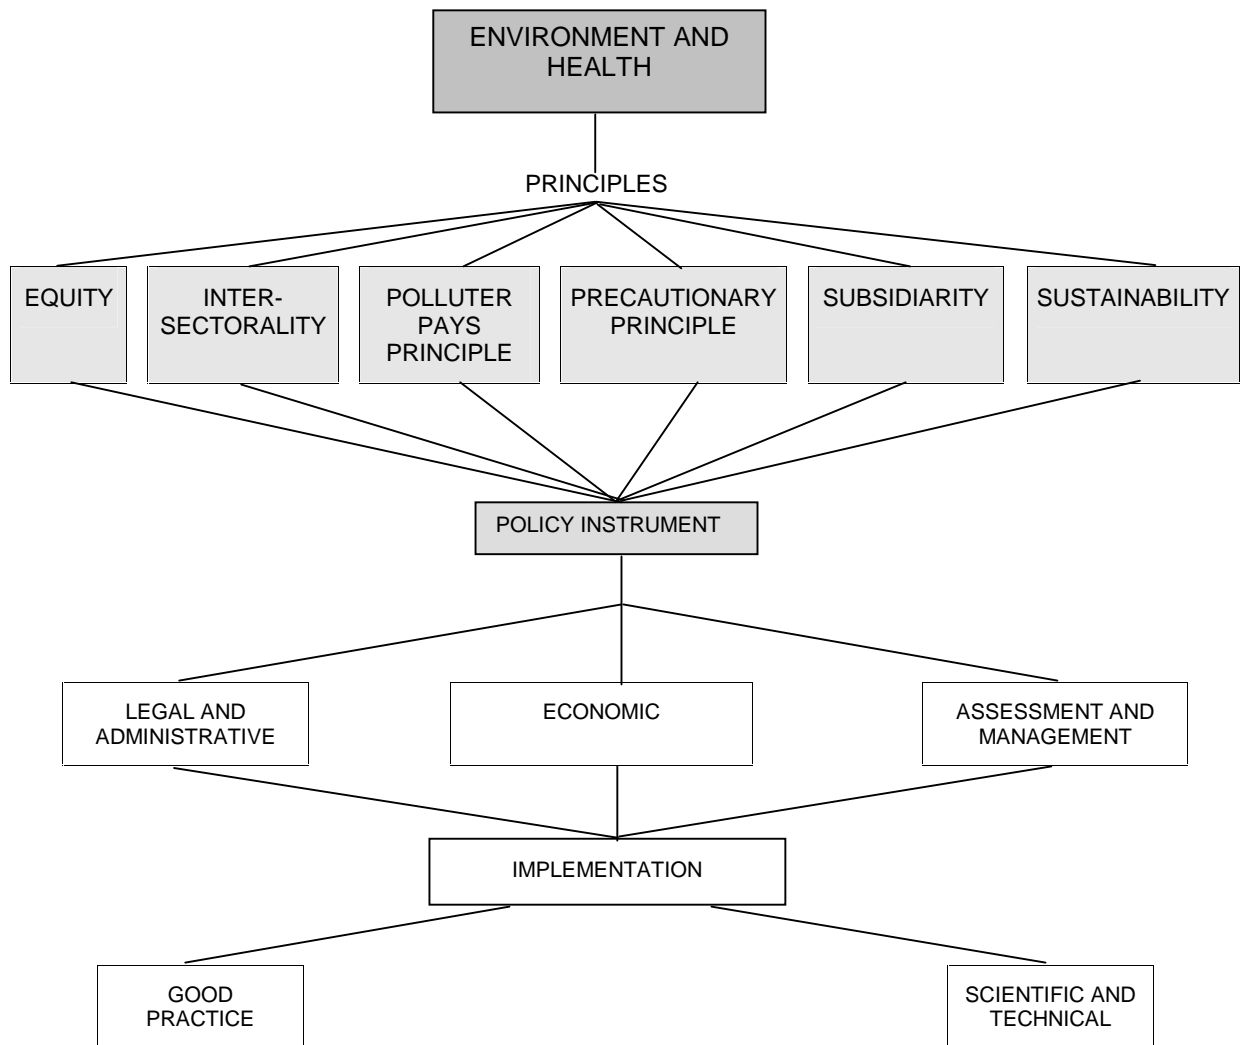 ENVIRONMENT AND
HEALTH
PRINCIPLES
EQUITY
INTER-
SECTORALITY
POLLUTER
PAYS
PRINCIPLE
PRECAUTIONARY
PRINCIPLE
SUBSIDIARITY
SUSTAINABILITY
POLICY INSTRUMENT
LEGAL AND
ADMINISTRATIVE
ECONOMIC
ASSESSMENT AND
MANAGEMENT
IMPLEMENTATION
GOOD
PRACTICE
SCIENTIFIC AND
TECHNICAL